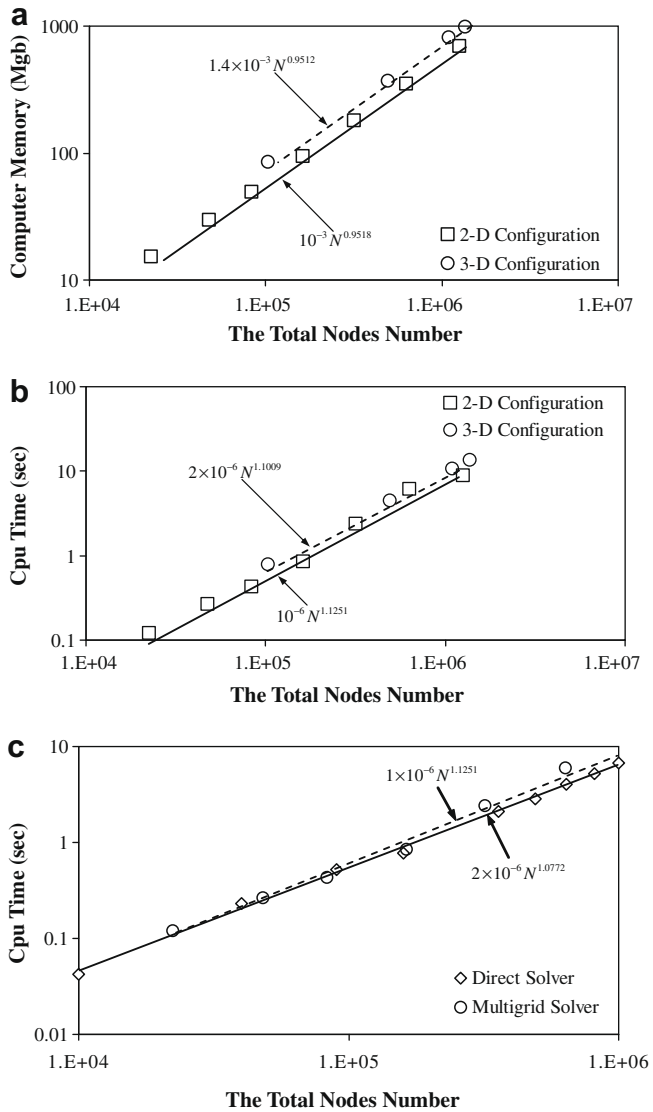 a
1000
100
10
Computer Memory (Mgb)
1.4×10⁻³ N^0.9512
10⁻³ N^0.9518
2-D Configuration
3-D Configuration
1.E+04 1.E+05 1.E+06 1.E+07
The Total Nodes Number
b
100
10
1
0.1
Cpu Time (sec)
2-D Configuration
3-D Configuration
2×10⁻⁶ N^1.1009
10⁻⁶ N^1.1251
1.E+04 1.E+05 1.E+06 1.E+07
The Total Nodes Number
c
10
1
0.1
0.01
Cpu Time (sec)
1×10⁻⁶ N^1.1251
2×10⁻⁶ N^1.0772
Direct Solver
Multigrid Solver
1.E+04 1.E+05 1.E+06
The Total Nodes Number